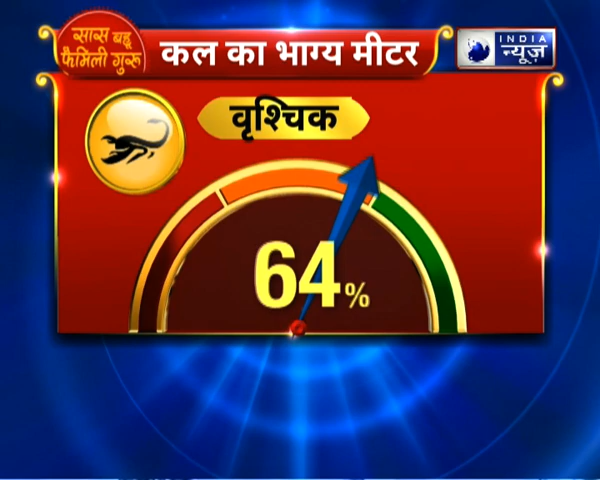 सास बहू
फैमिली गुरू
कल का भाग्य मीटर
INDIA
न्यूज़
वृश्चिक
64%